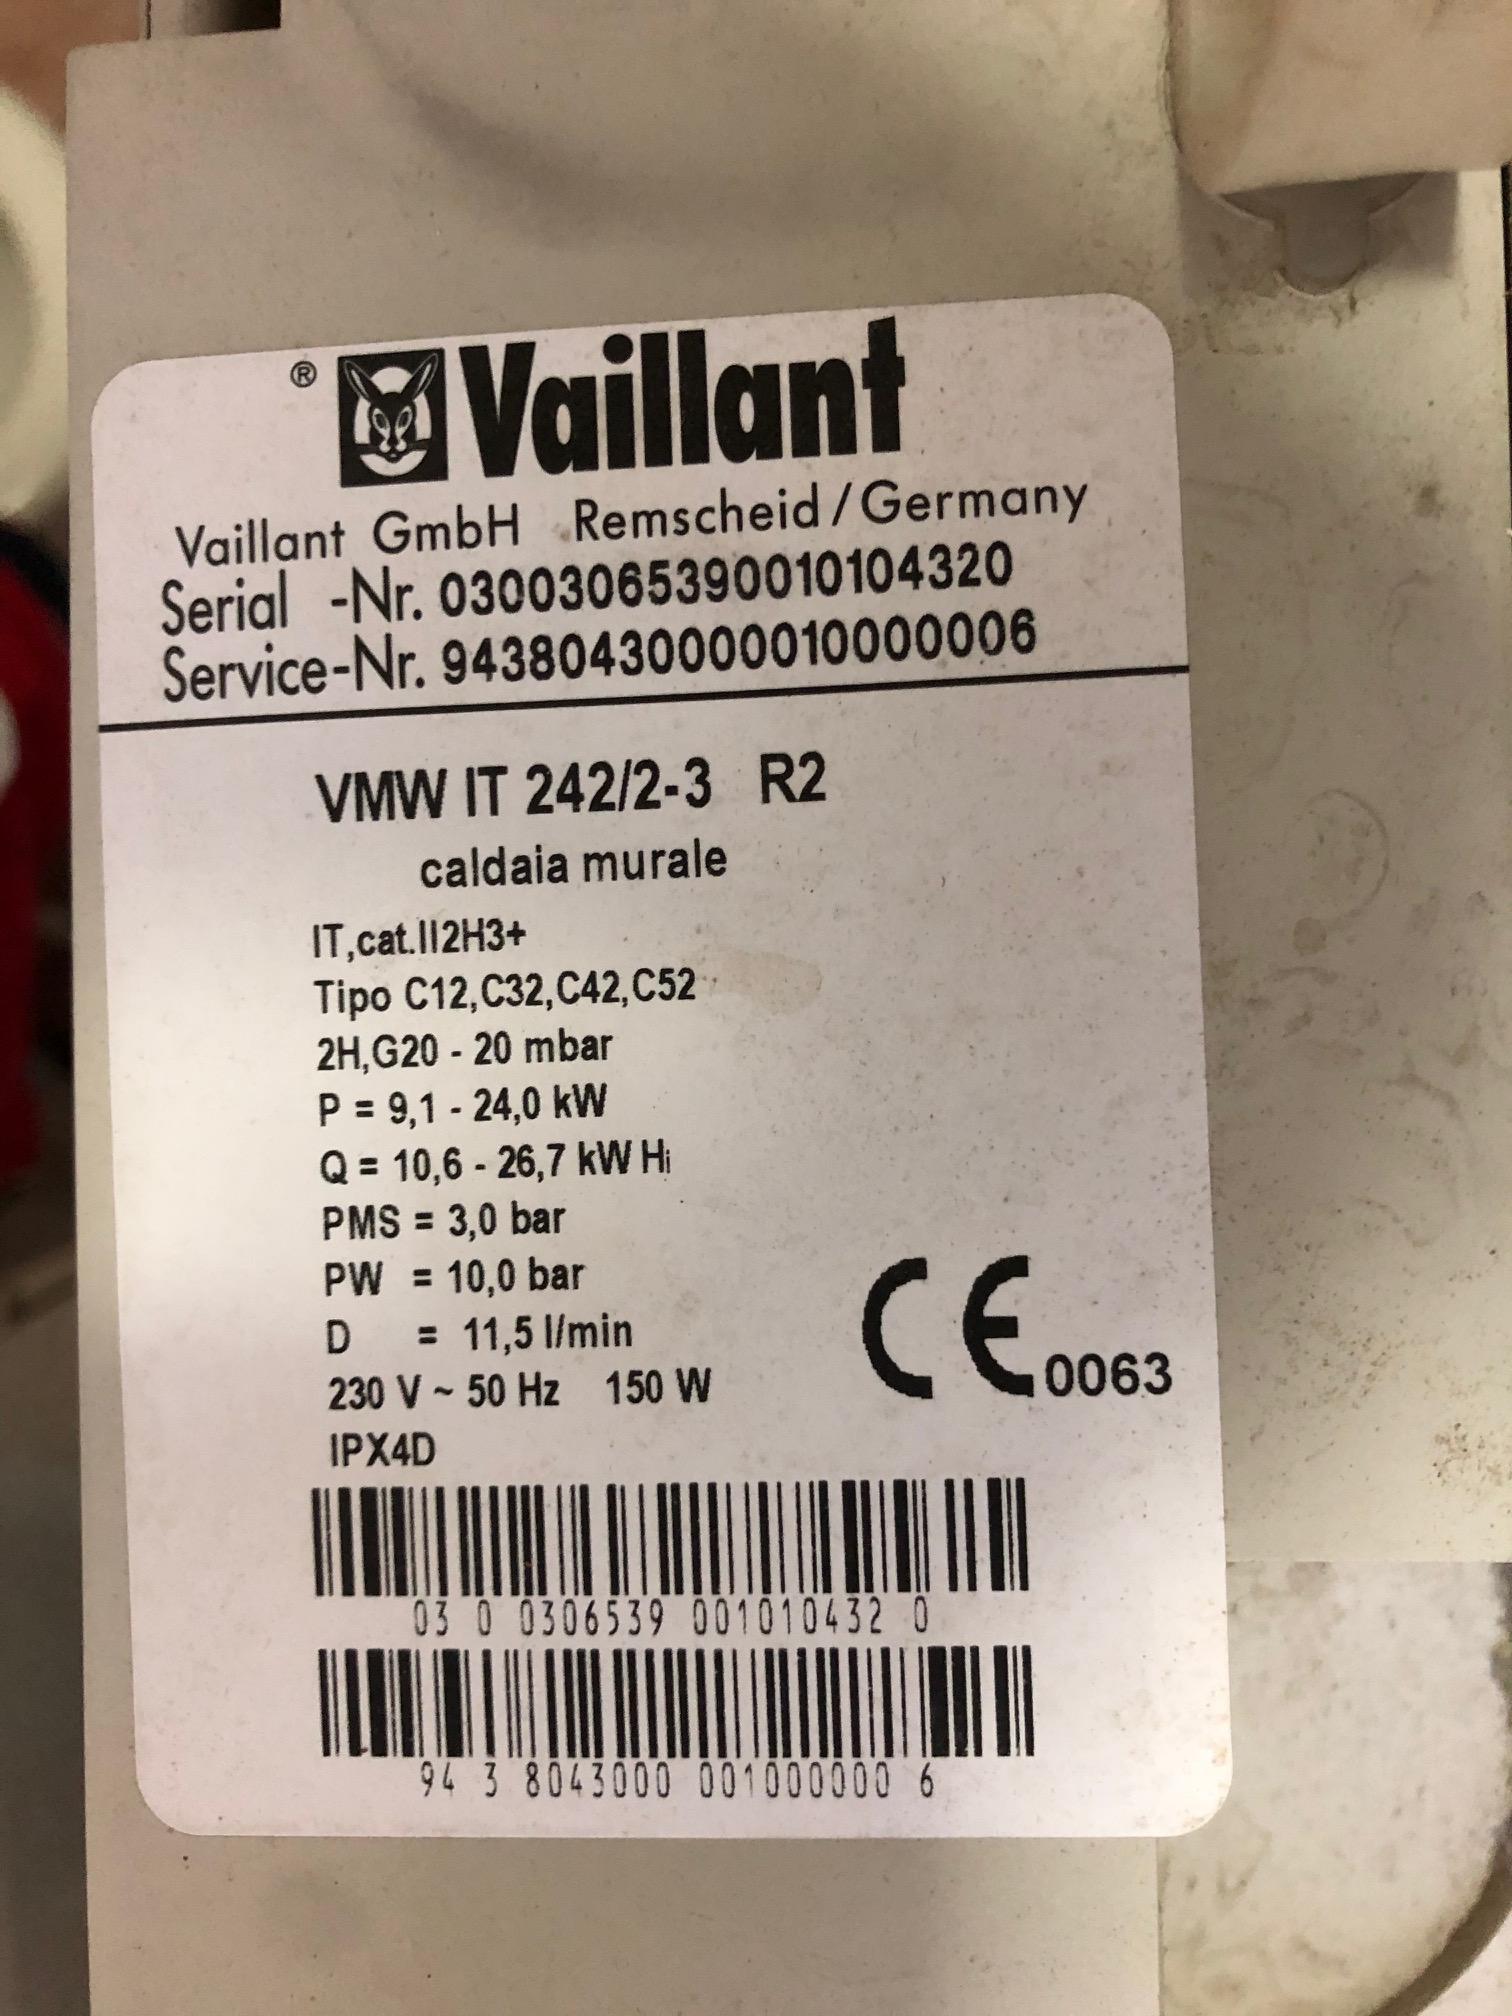 ® Vaillant
Vaillant GmbH Remscheid/Germany
Serial -Nr. 03003065390010104320
Service-Nr. 94380430000010000006
VMW IT 242/2-3 R2
caldaia murale
IT,cat.II2H3+
Tipo C12,C32,C42,C52
2H,G20 - 20 mbar
P = 9,1 - 24,0 kW
Q = 10,6 - 26,7 kW Hi
PMS = 3,0 bar
PW = 10,0 bar
D = 11,5 l/min
230 V ~ 50 Hz 150 W
IPX4D
CE 0063
03 0 0306539 001010432 0
94 3 8043000 001000000 6